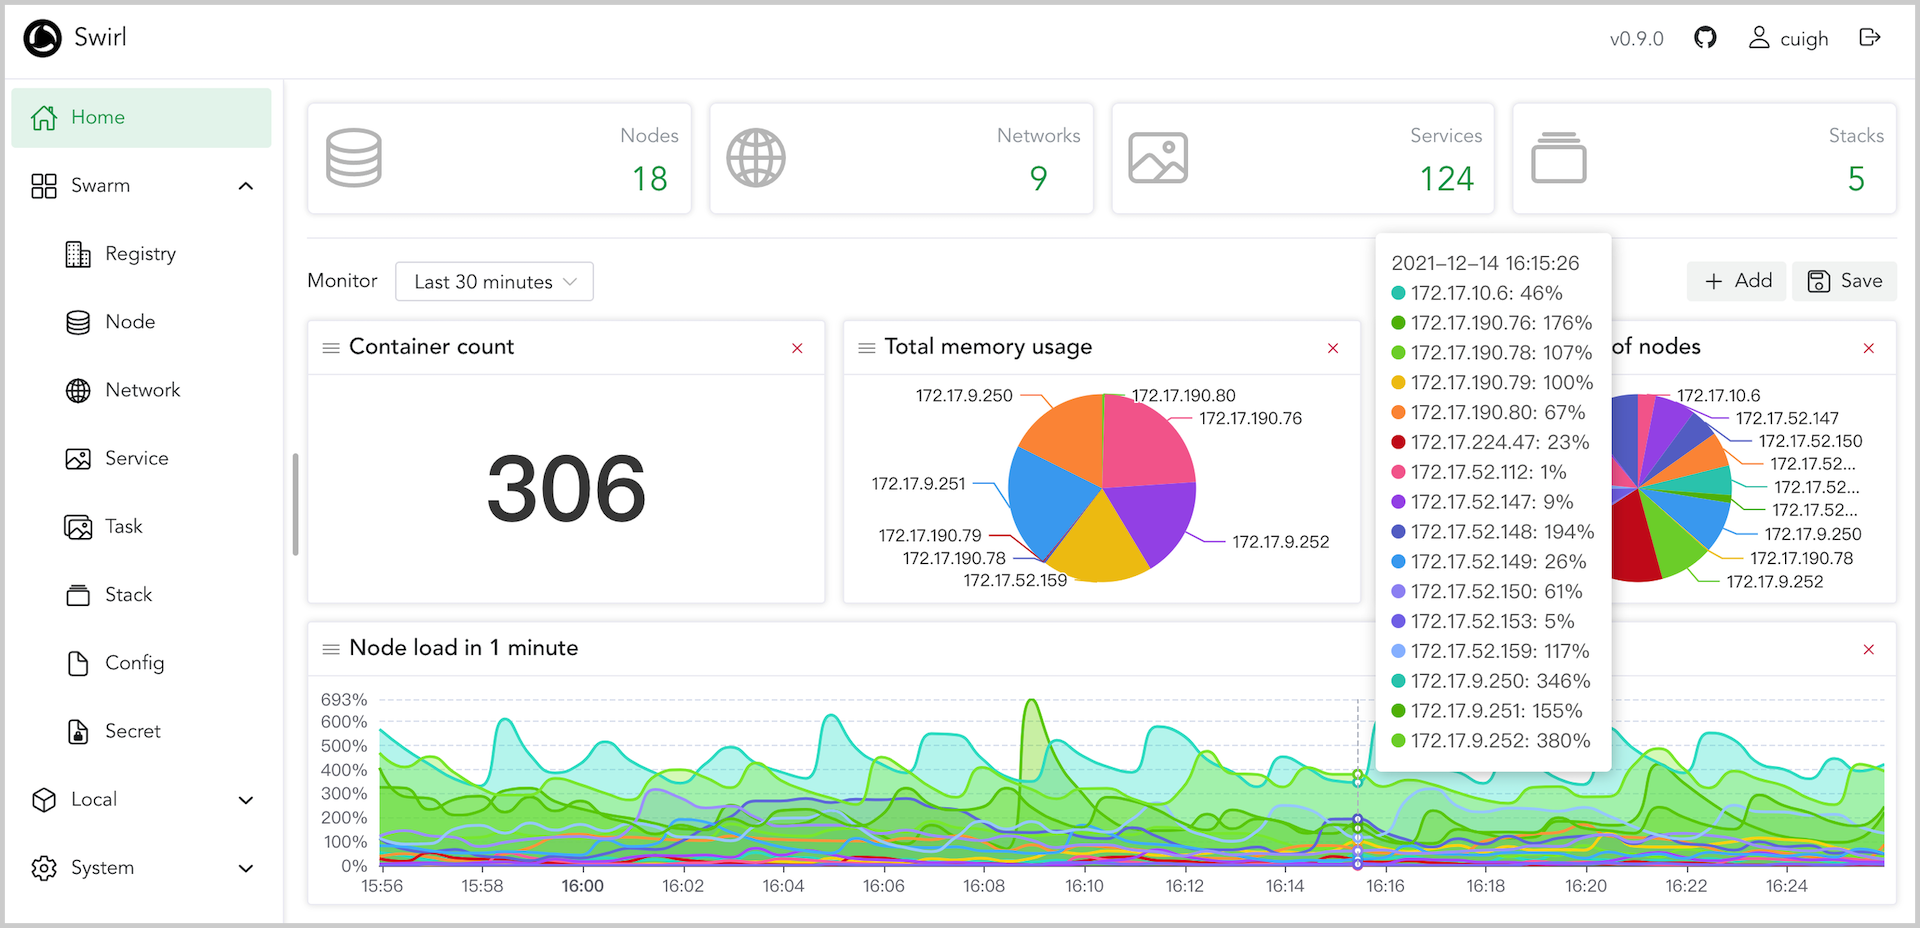 Swirl
v0.9.0
cuigh
Home
Swarm
Registry
Node
Network
Service
Task
Stack
Config
Secret
Local
System
Nodes
18
Networks
9
Services
124
Stacks
5
Monitor
Last 30 minutes
Add
Save
Container count
306
Total memory usage
172.17.9.250
172.17.190.80
172.17.190.76
172.17.9.251
172.17.190.79
172.17.190.78
172.17.52.159
172.17.9.252
of nodes
172.17.10.6
172.17.52.147
172.17.52.150
172.17.52...
172.17.52...
172.17.52...
172.17.9.250
172.17.190.78
172.17.9.252
2021-12-14 16:15:26
172.17.10.6: 46%
172.17.190.76: 176%
172.17.190.78: 107%
172.17.190.79: 100%
172.17.190.80: 67%
172.17.224.47: 23%
172.17.52.112: 1%
172.17.52.147: 9%
172.17.52.148: 194%
172.17.52.149: 26%
172.17.52.150: 61%
172.17.52.153: 5%
172.17.52.159: 117%
172.17.9.250: 346%
172.17.9.251: 155%
172.17.9.252: 380%
Node load in 1 minute
693%
600%
500%
400%
300%
200%
100%
0%
15:56 15:58 16:00 16:02 16:04 16:06 16:08 16:10 16:12 16:14 16:16 16:18 16:20 16:22 16:24